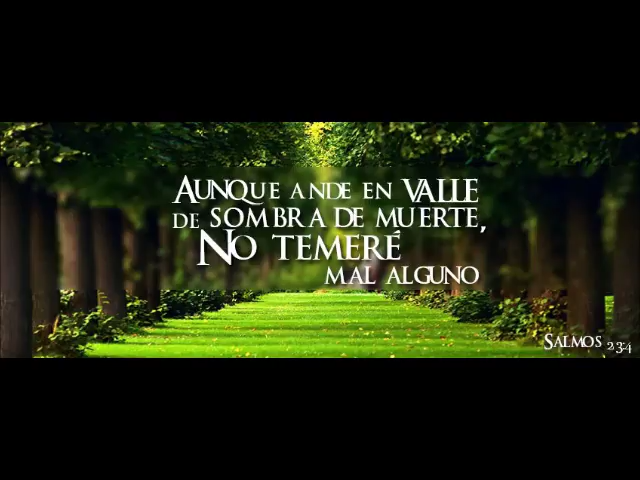 Aunque ande en VALLE
de sombra de muerte,
No temeré
mal alguno
Salmos 23:4